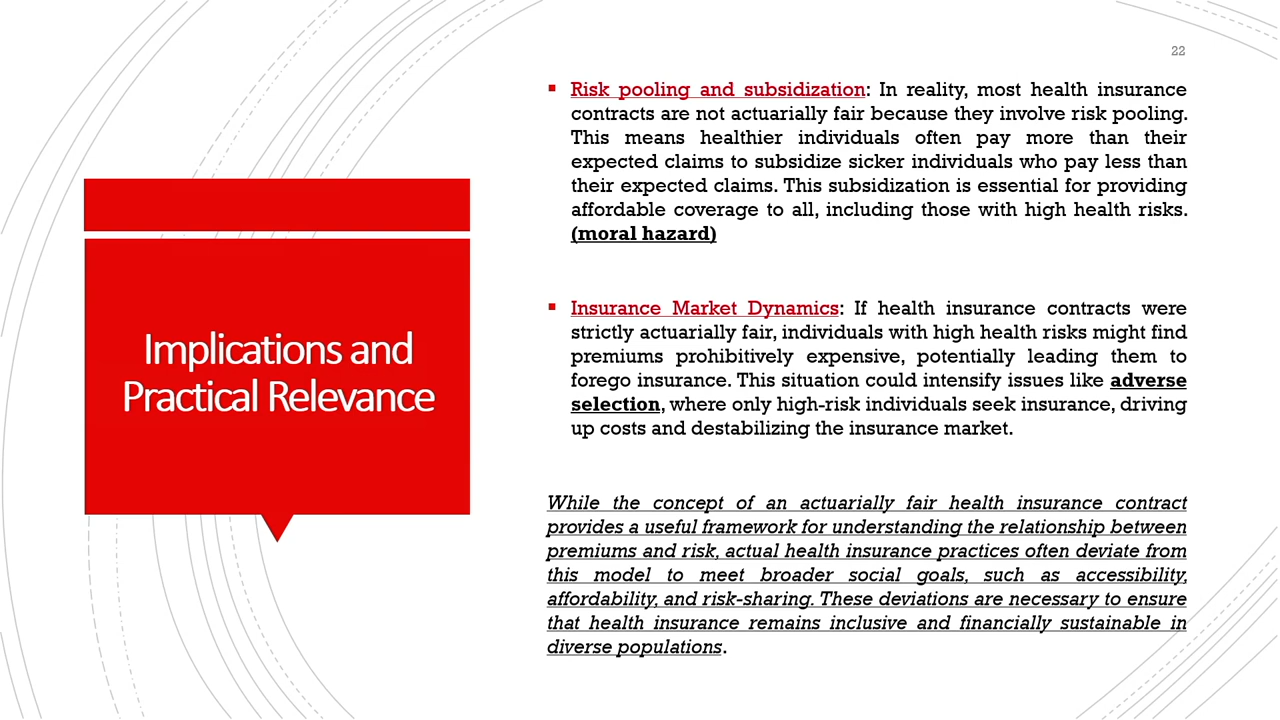 22
Implications and
Practical Relevance
▪ Risk pooling and subsidization: In reality, most health insurance
contracts are not actuarially fair because they involve risk pooling.
This means healthier individuals often pay more than their
expected claims to subsidize sicker individuals who pay less than
their expected claims. This subsidization is essential for providing
affordable coverage to all, including those with high health risks.
(moral hazard)
▪ Insurance Market Dynamics: If health insurance contracts were
strictly actuarially fair, individuals with high health risks might find
premiums prohibitively expensive, potentially leading them to
forego insurance. This situation could intensify issues like adverse
selection, where only high-risk individuals seek insurance, driving
up costs and destabilizing the insurance market.
While the concept of an actuarially fair health insurance contract
provides a useful framework for understanding the relationship between
premiums and risk, actual health insurance practices often deviate from
this model to meet broader social goals, such as accessibility,
affordability, and risk-sharing. These deviations are necessary to ensure
that health insurance remains inclusive and financially sustainable in
diverse populations.